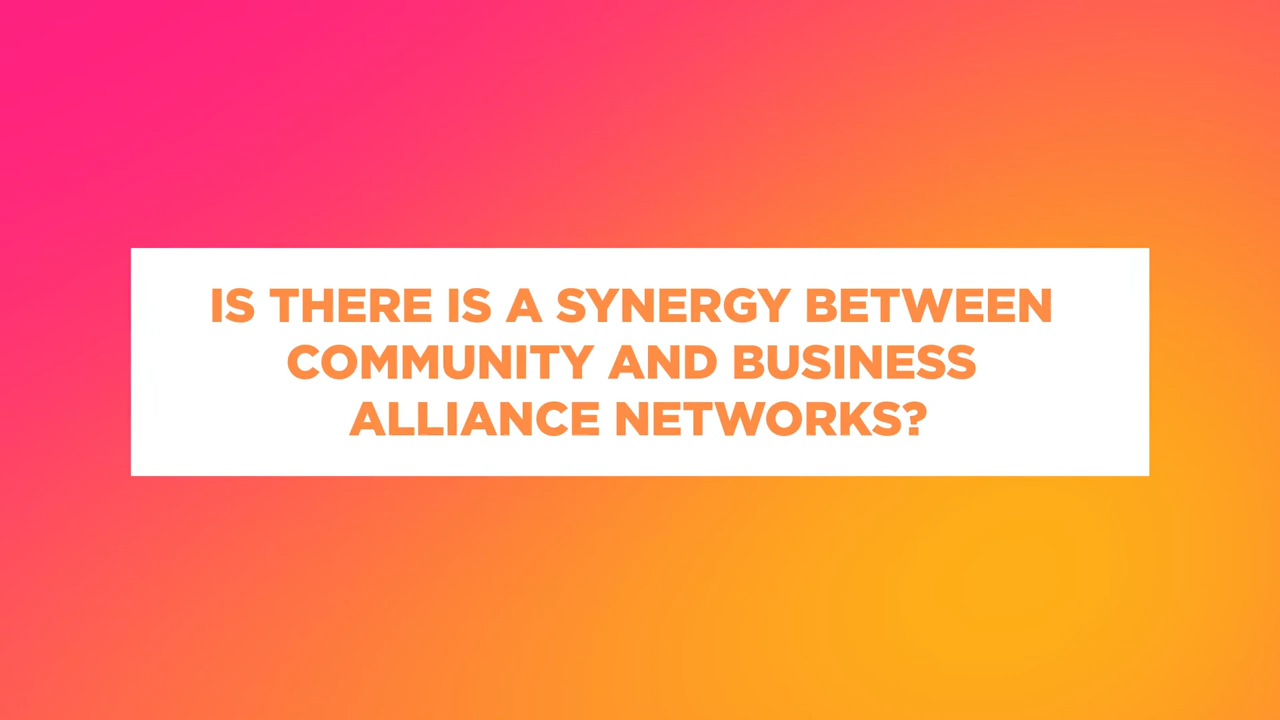 IS THERE IS A SYNERGY BETWEEN
COMMUNITY AND BUSINESS
ALLIANCE NETWORKS?